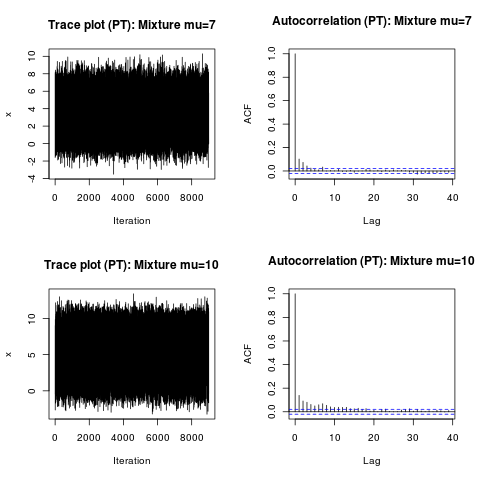 Trace plot (PT): Mixture mu=7
x
10
8
6
4
2
0
-2
-4
0 2000 4000 6000 8000
Iteration
Autocorrelation (PT): Mixture mu=7
ACF
1.0
0.8
0.6
0.4
0.2
0.0
0 10 20 30 40
Lag
Trace plot (PT): Mixture mu=10
x
10
5
0
0 2000 4000 6000 8000
Iteration
Autocorrelation (PT): Mixture mu=10
ACF
1.0
0.8
0.6
0.4
0.2
0.0
0 10 20 30 40
Lag